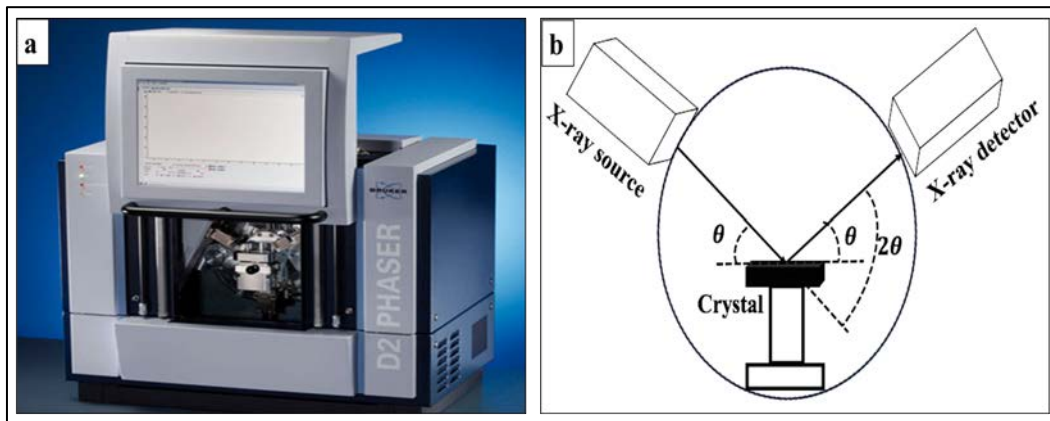 a
BRUKER
D2 PHASER
b
X-ray source
X-ray detector
θ
θ
2θ
Crystal